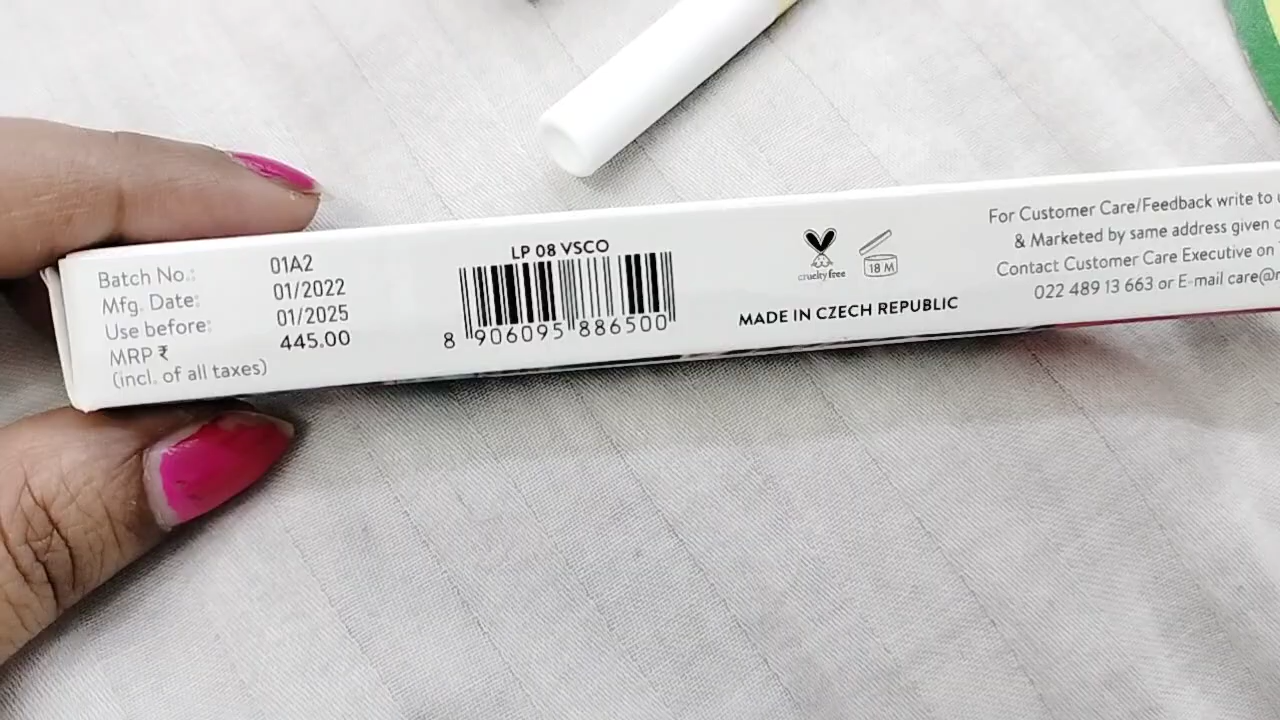 Batch No.: 01A2
Mfg. Date: 01/2022
Use before: 01/2025
MRP ₹ 445.00
(incl. of all taxes)
LP 08 VSCO
8 906095 886500
cruelty free
18 M
MADE IN CZECH REPUBLIC
For Customer Care/Feedback write to
& Marketed by same address given
Contact Customer Care Executive on
022 489 13 663 or E-mail care@